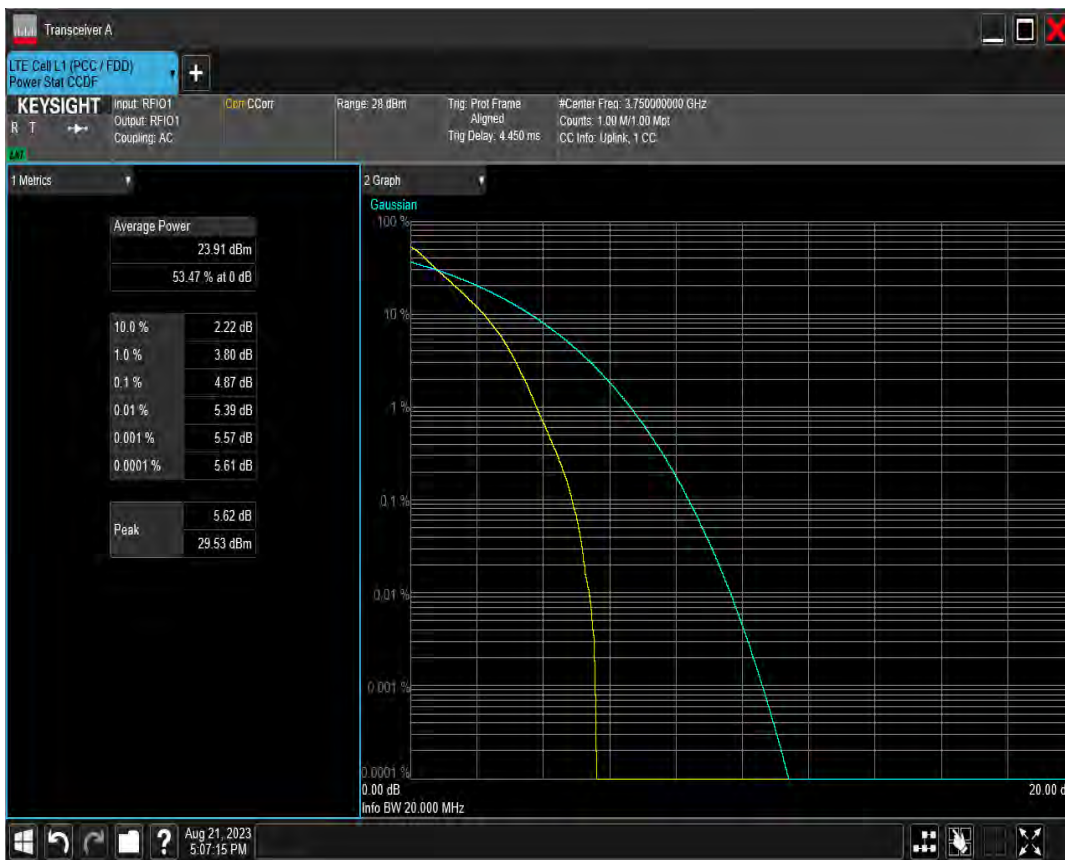 Transceiver A
LTE Cell L1 (PCC / FDD)
Power Stat CCDF
+
KEYSIGHT
R T
LNI
Input: RFIO1
Output: RFIO1
Coupling: AC
Corr CCorr
Range: 28 dBm
Trig: Prot Frame
Aligned
Trig Delay: 4.450 ms
#Center Freq: 3.750000000 GHz
Counts: 1.00 M/1.00 Mpt
CC Info: Uplink, 1 CC
1 Metrics
Average Power
23.91 dBm
53.47 % at 0 dB
10.0 % 2.22 dB
1.0 % 3.80 dB
0.1 % 4.87 dB
0.01 % 5.39 dB
0.001 % 5.57 dB
0.0001 % 5.61 dB
Peak
5.62 dB
29.53 dBm
2 Graph
Gaussian
100 %
10 %
1 %
0.1 %
0.01 %
0.001 %
0.0001 %
0.00 dB 20.00 d
Info BW 20.000 MHz
?
Aug 21, 2023
5:07:15 PM